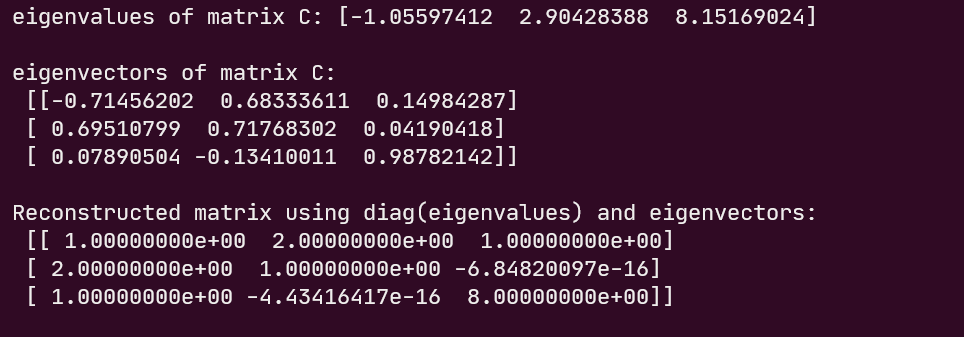 eigenvalues of matrix C: [-1.05597412  2.90428388  8.15169024]
eigenvectors of matrix C:
 [[-0.71456202  0.68333611  0.14984287]
 [ 0.69510799  0.71768302  0.04190418]
 [ 0.07890504 -0.13410011  0.98782142]]
Reconstructed matrix using diag(eigenvalues) and eigenvectors:
 [[ 1.00000000e+00  2.00000000e+00  1.00000000e+00]
 [ 2.00000000e+00  1.00000000e+00 -6.84820097e-16]
 [ 1.00000000e+00 -4.43416417e-16  8.00000000e+00]]